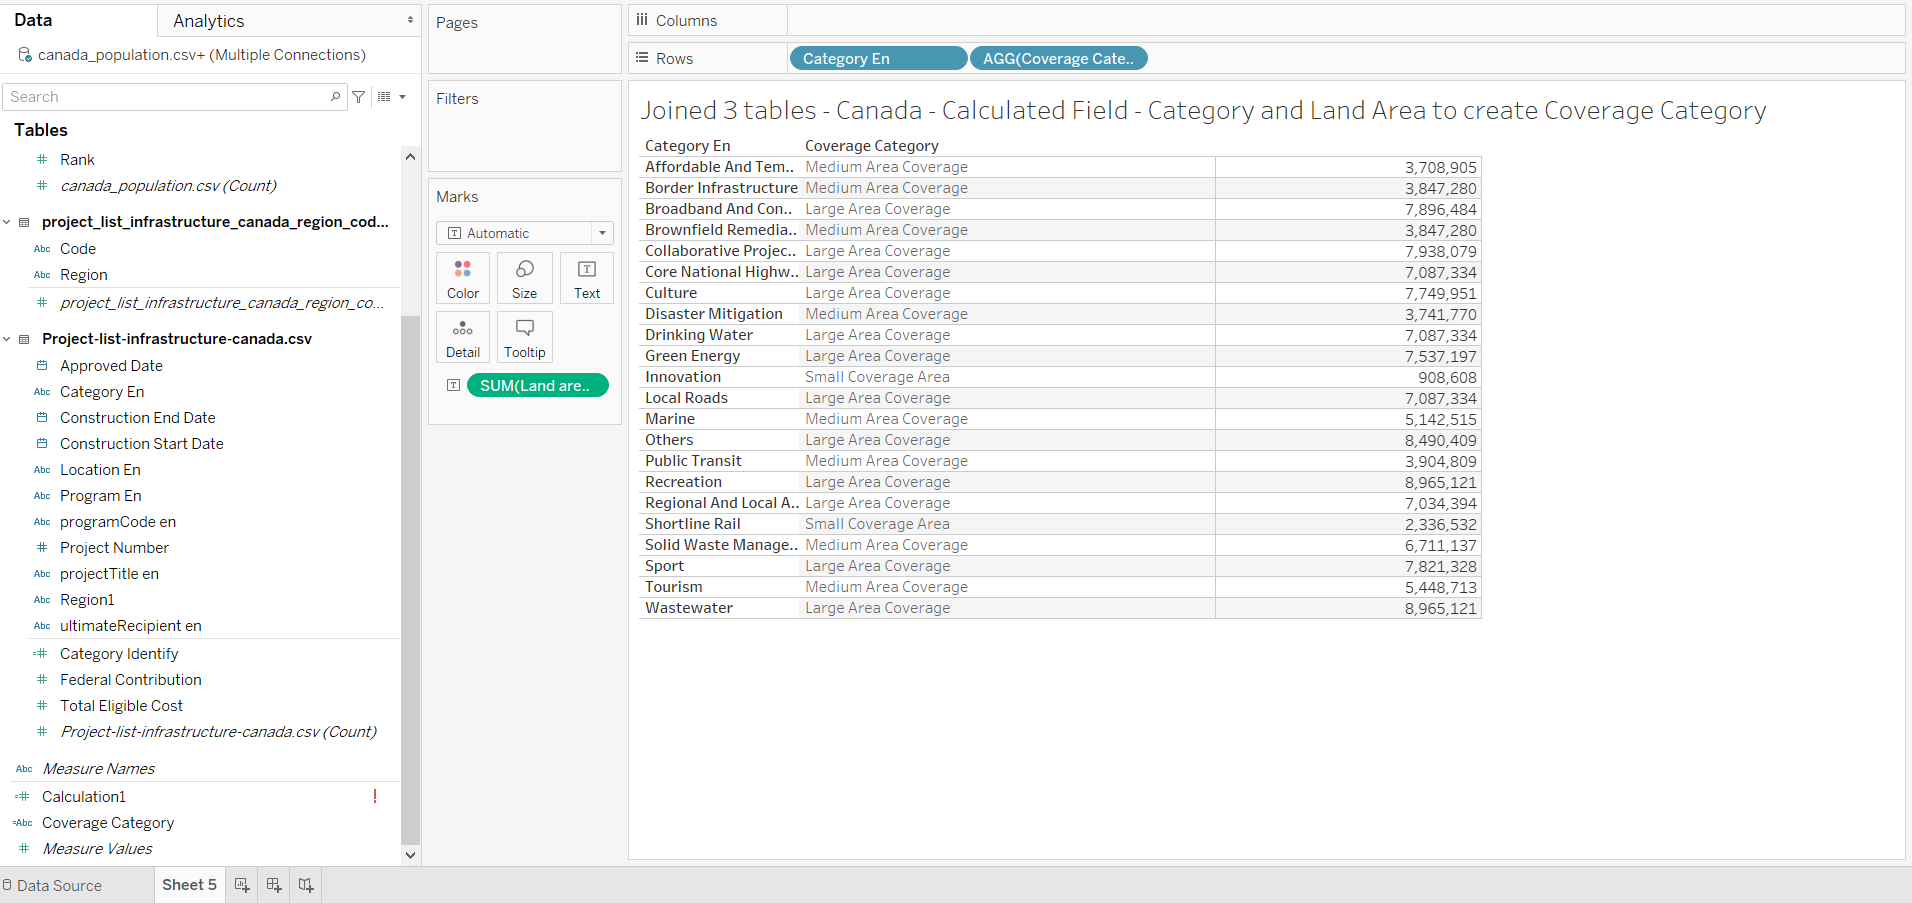 Data
Analytics
canada_population.csv+ (Multiple Connections)
Search
Tables
Rank
canada_population.csv (Count)
project_list_infrastructure_canada_region_cod...
Abc Code
Abc Region
project_list_infrastructure_canada_region_co...
Project-list-infrastructure-canada.csv
Approved Date
Abc Category En
Construction End Date
Construction Start Date
Abc Location En
Abc Program En
Abc programCode en
Project Number
Abc projectTitle en
Abc Region1
Abc ultimateRecipient en
=# Category Identify
# Federal Contribution
# Total Eligible Cost
# Project-list-infrastructure-canada.csv (Count)
Abc Measure Names
=# Calculation1 !
=Abc Coverage Category
# Measure Values
Pages
Filters
Marks
T Automatic
Color Size Text
Detail Tooltip
T SUM(Land are..
Columns
Rows Category En AGG(Coverage Cate..
Joined 3 tables - Canada - Calculated Field - Category and Land Area to create Coverage Category
Category En Coverage Category
Affordable And Tem.. Medium Area Coverage 3,708,905
Border Infrastructure Medium Area Coverage 3,847,280
Broadband And Con.. Large Area Coverage 7,896,484
Brownfield Remedia.. Medium Area Coverage 3,847,280
Collaborative Projec.. Large Area Coverage 7,938,079
Core National Highw.. Large Area Coverage 7,087,334
Culture Large Area Coverage 7,749,951
Disaster Mitigation Medium Area Coverage 3,741,770
Drinking Water Large Area Coverage 7,087,334
Green Energy Large Area Coverage 7,537,197
Innovation Small Coverage Area 908,608
Local Roads Large Area Coverage 7,087,334
Marine Medium Area Coverage 5,142,515
Others Large Area Coverage 8,490,409
Public Transit Medium Area Coverage 3,904,809
Recreation Large Area Coverage 8,965,121
Regional And Local A.. Large Area Coverage 7,034,394
Shortline Rail Small Coverage Area 2,336,532
Solid Waste Manage.. Medium Area Coverage 6,711,137
Sport Large Area Coverage 7,821,328
Tourism Medium Area Coverage 5,448,713
Wastewater Large Area Coverage 8,965,121
Data Source
Sheet 5